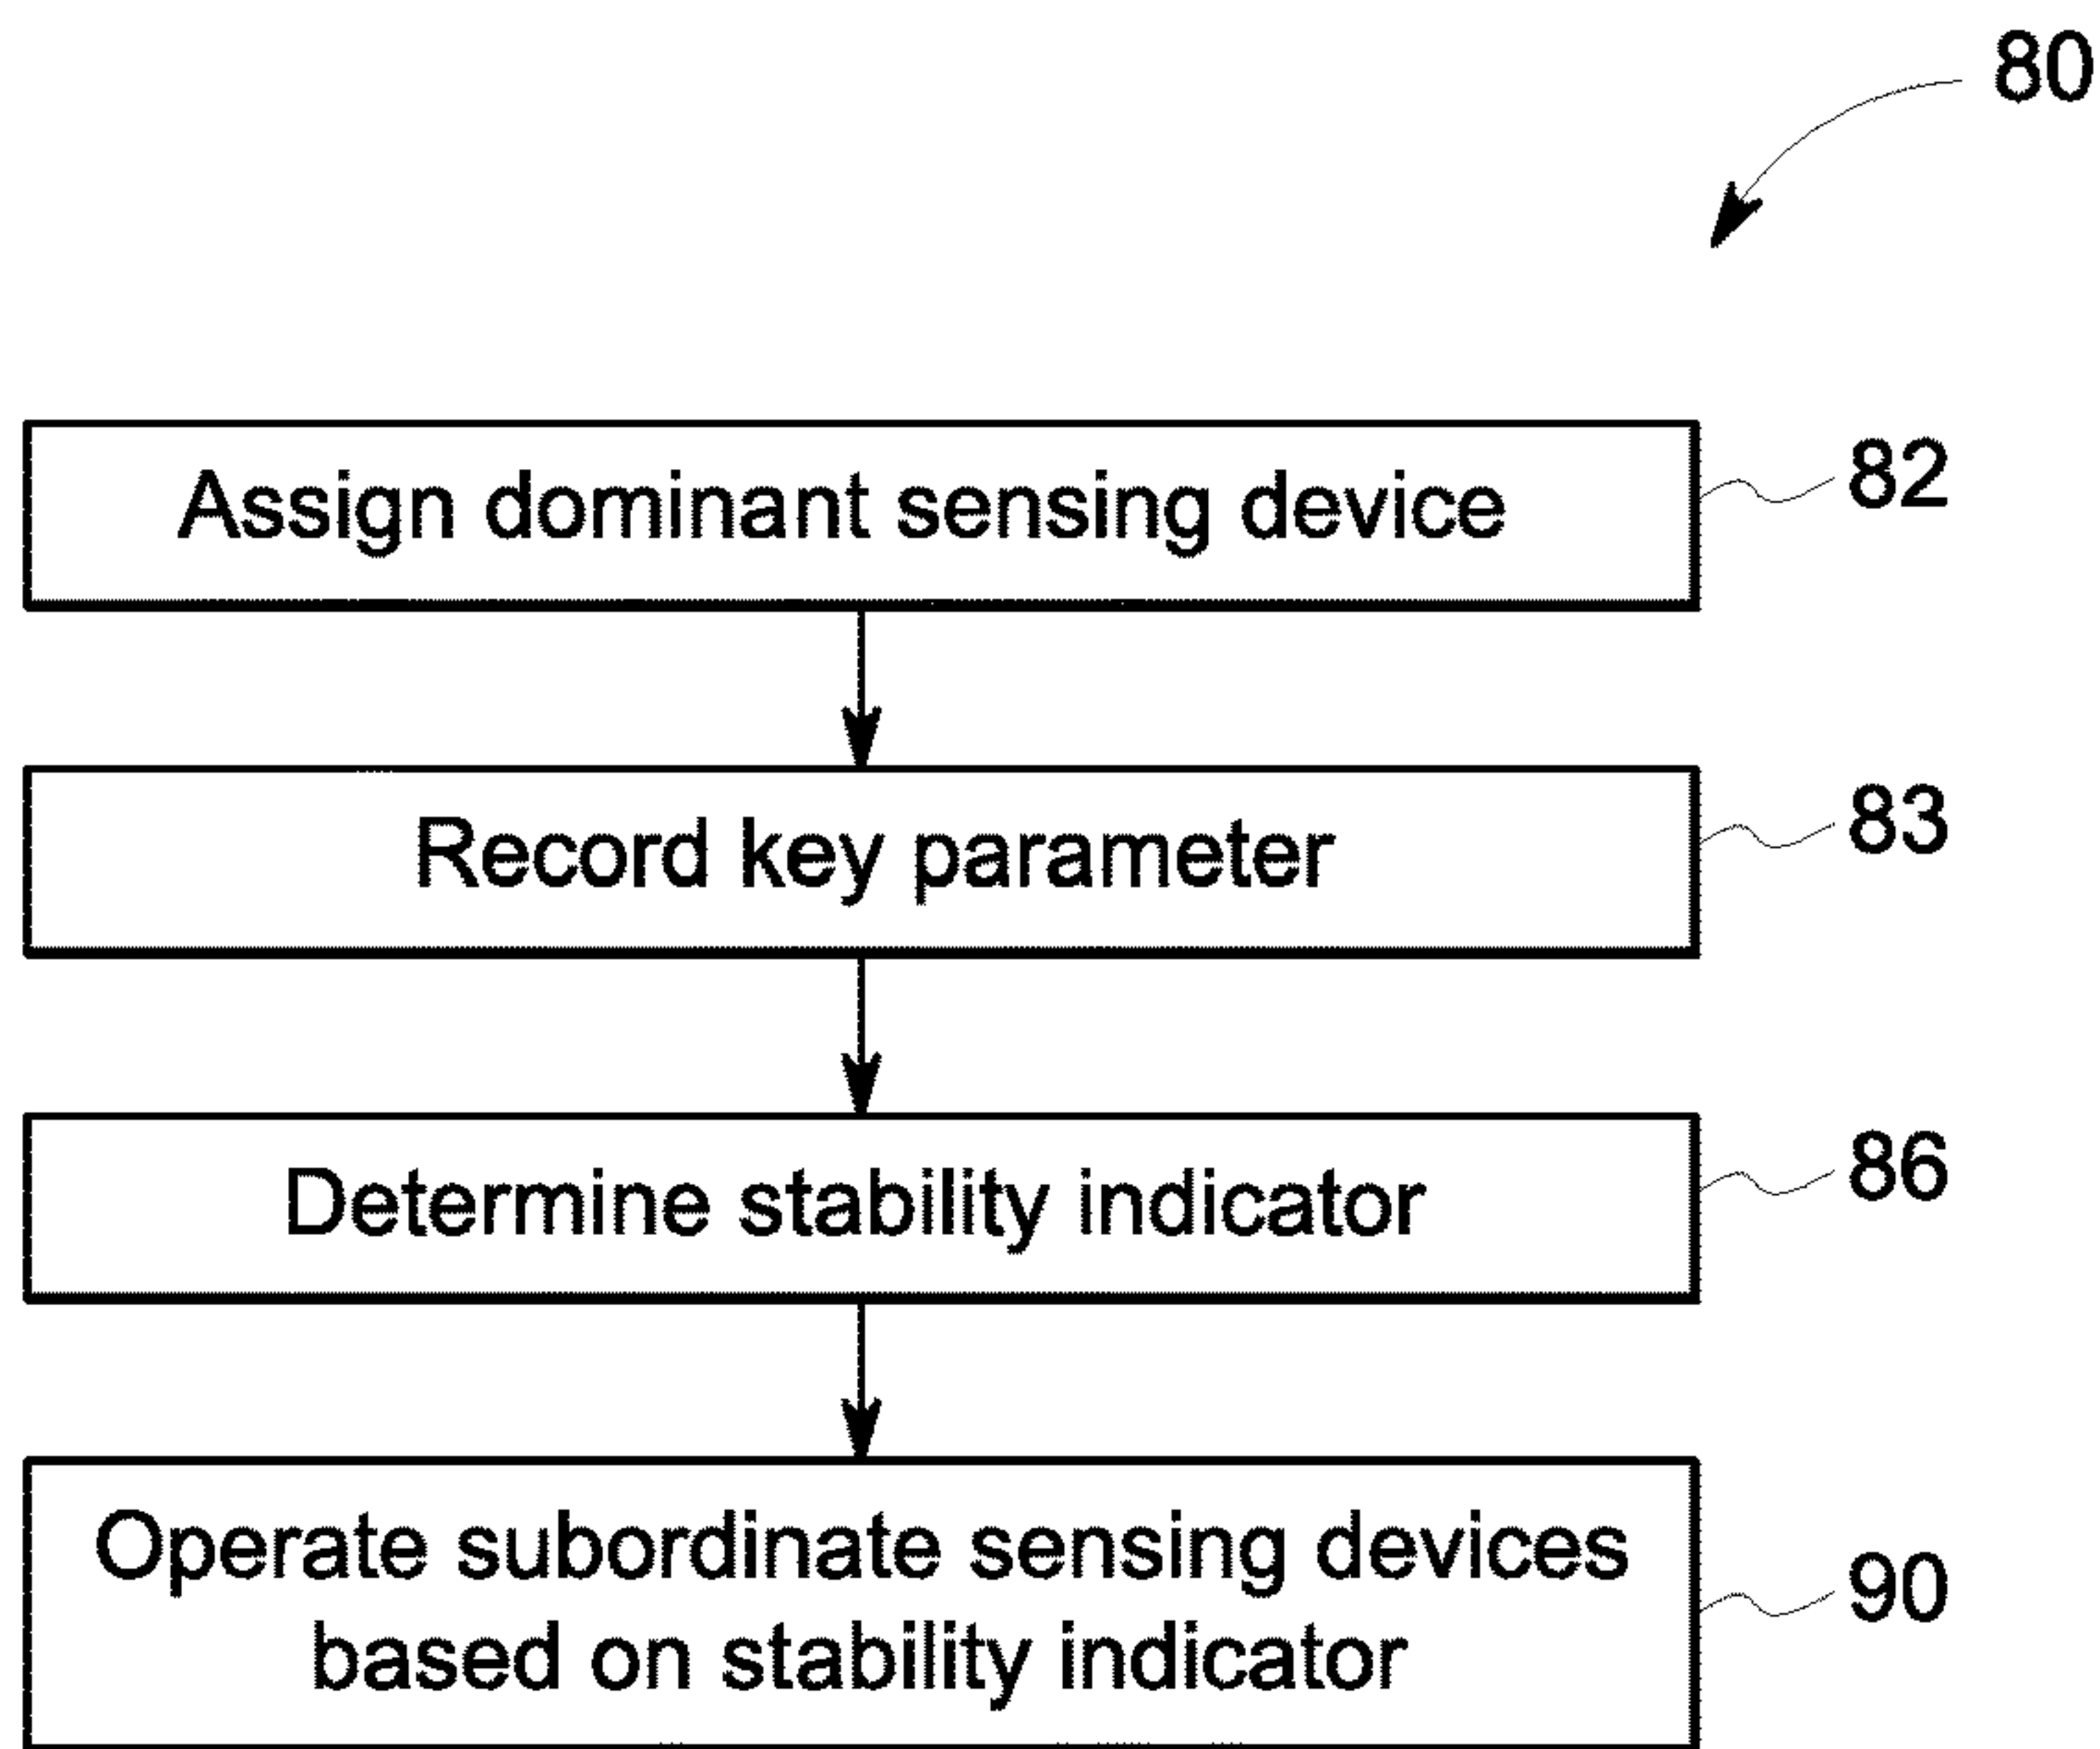 80
Assign dominant sensing device
82
Record key parameter
83
Determine stability indicator
86
Operate subordinate sensing devices
based on stability indicator
90